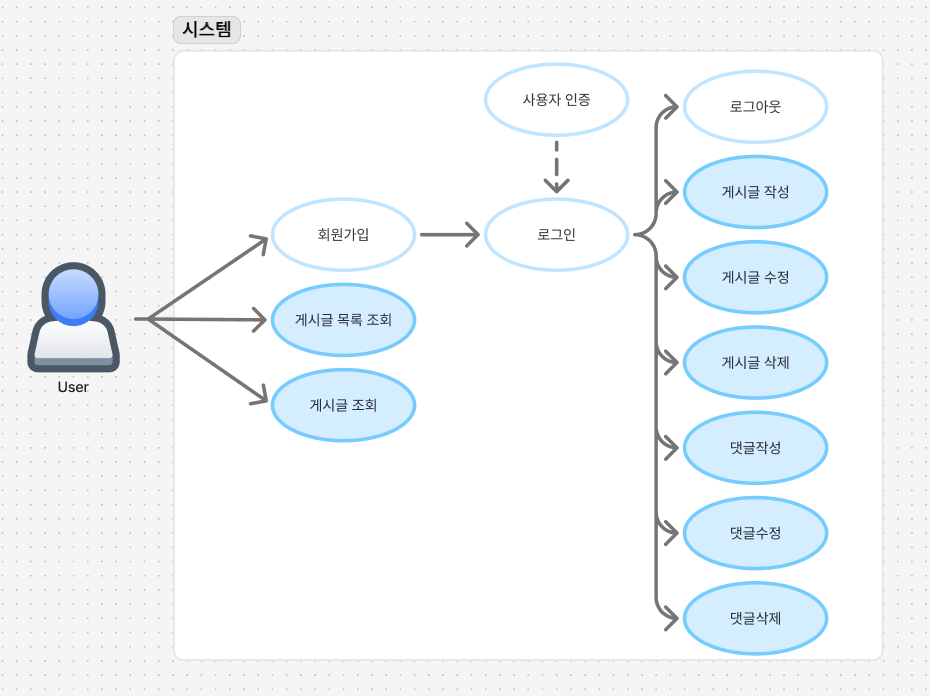 시스템
User
회원가입
게시글 목록 조회
게시글 조회
사용자 인증
로그인
로그아웃
게시글 작성
게시글 수정
게시글 삭제
댓글작성
댓글수정
댓글삭제